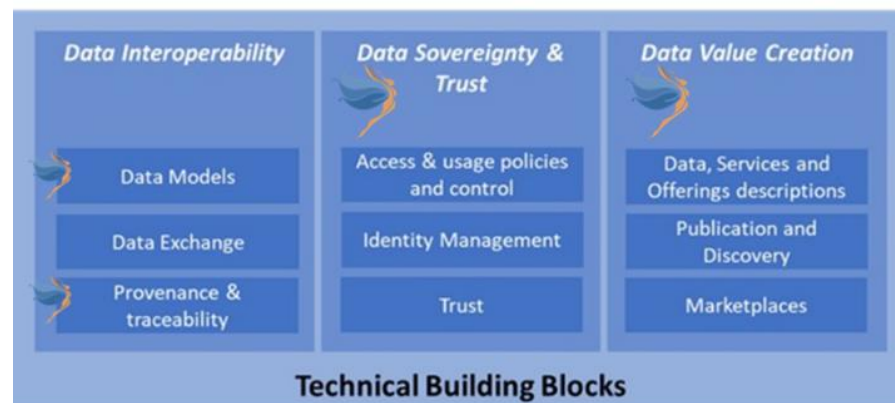 Data Interoperability
Data Models
Data Exchange
Provenance &
traceability
Data Sovereignty &
Trust
Access & usage policies
and control
Identity Management
Trust
Data Value Creation
Data, Services and
Offerings descriptions
Publication and
Discovery
Marketplaces
Technical Building Blocks